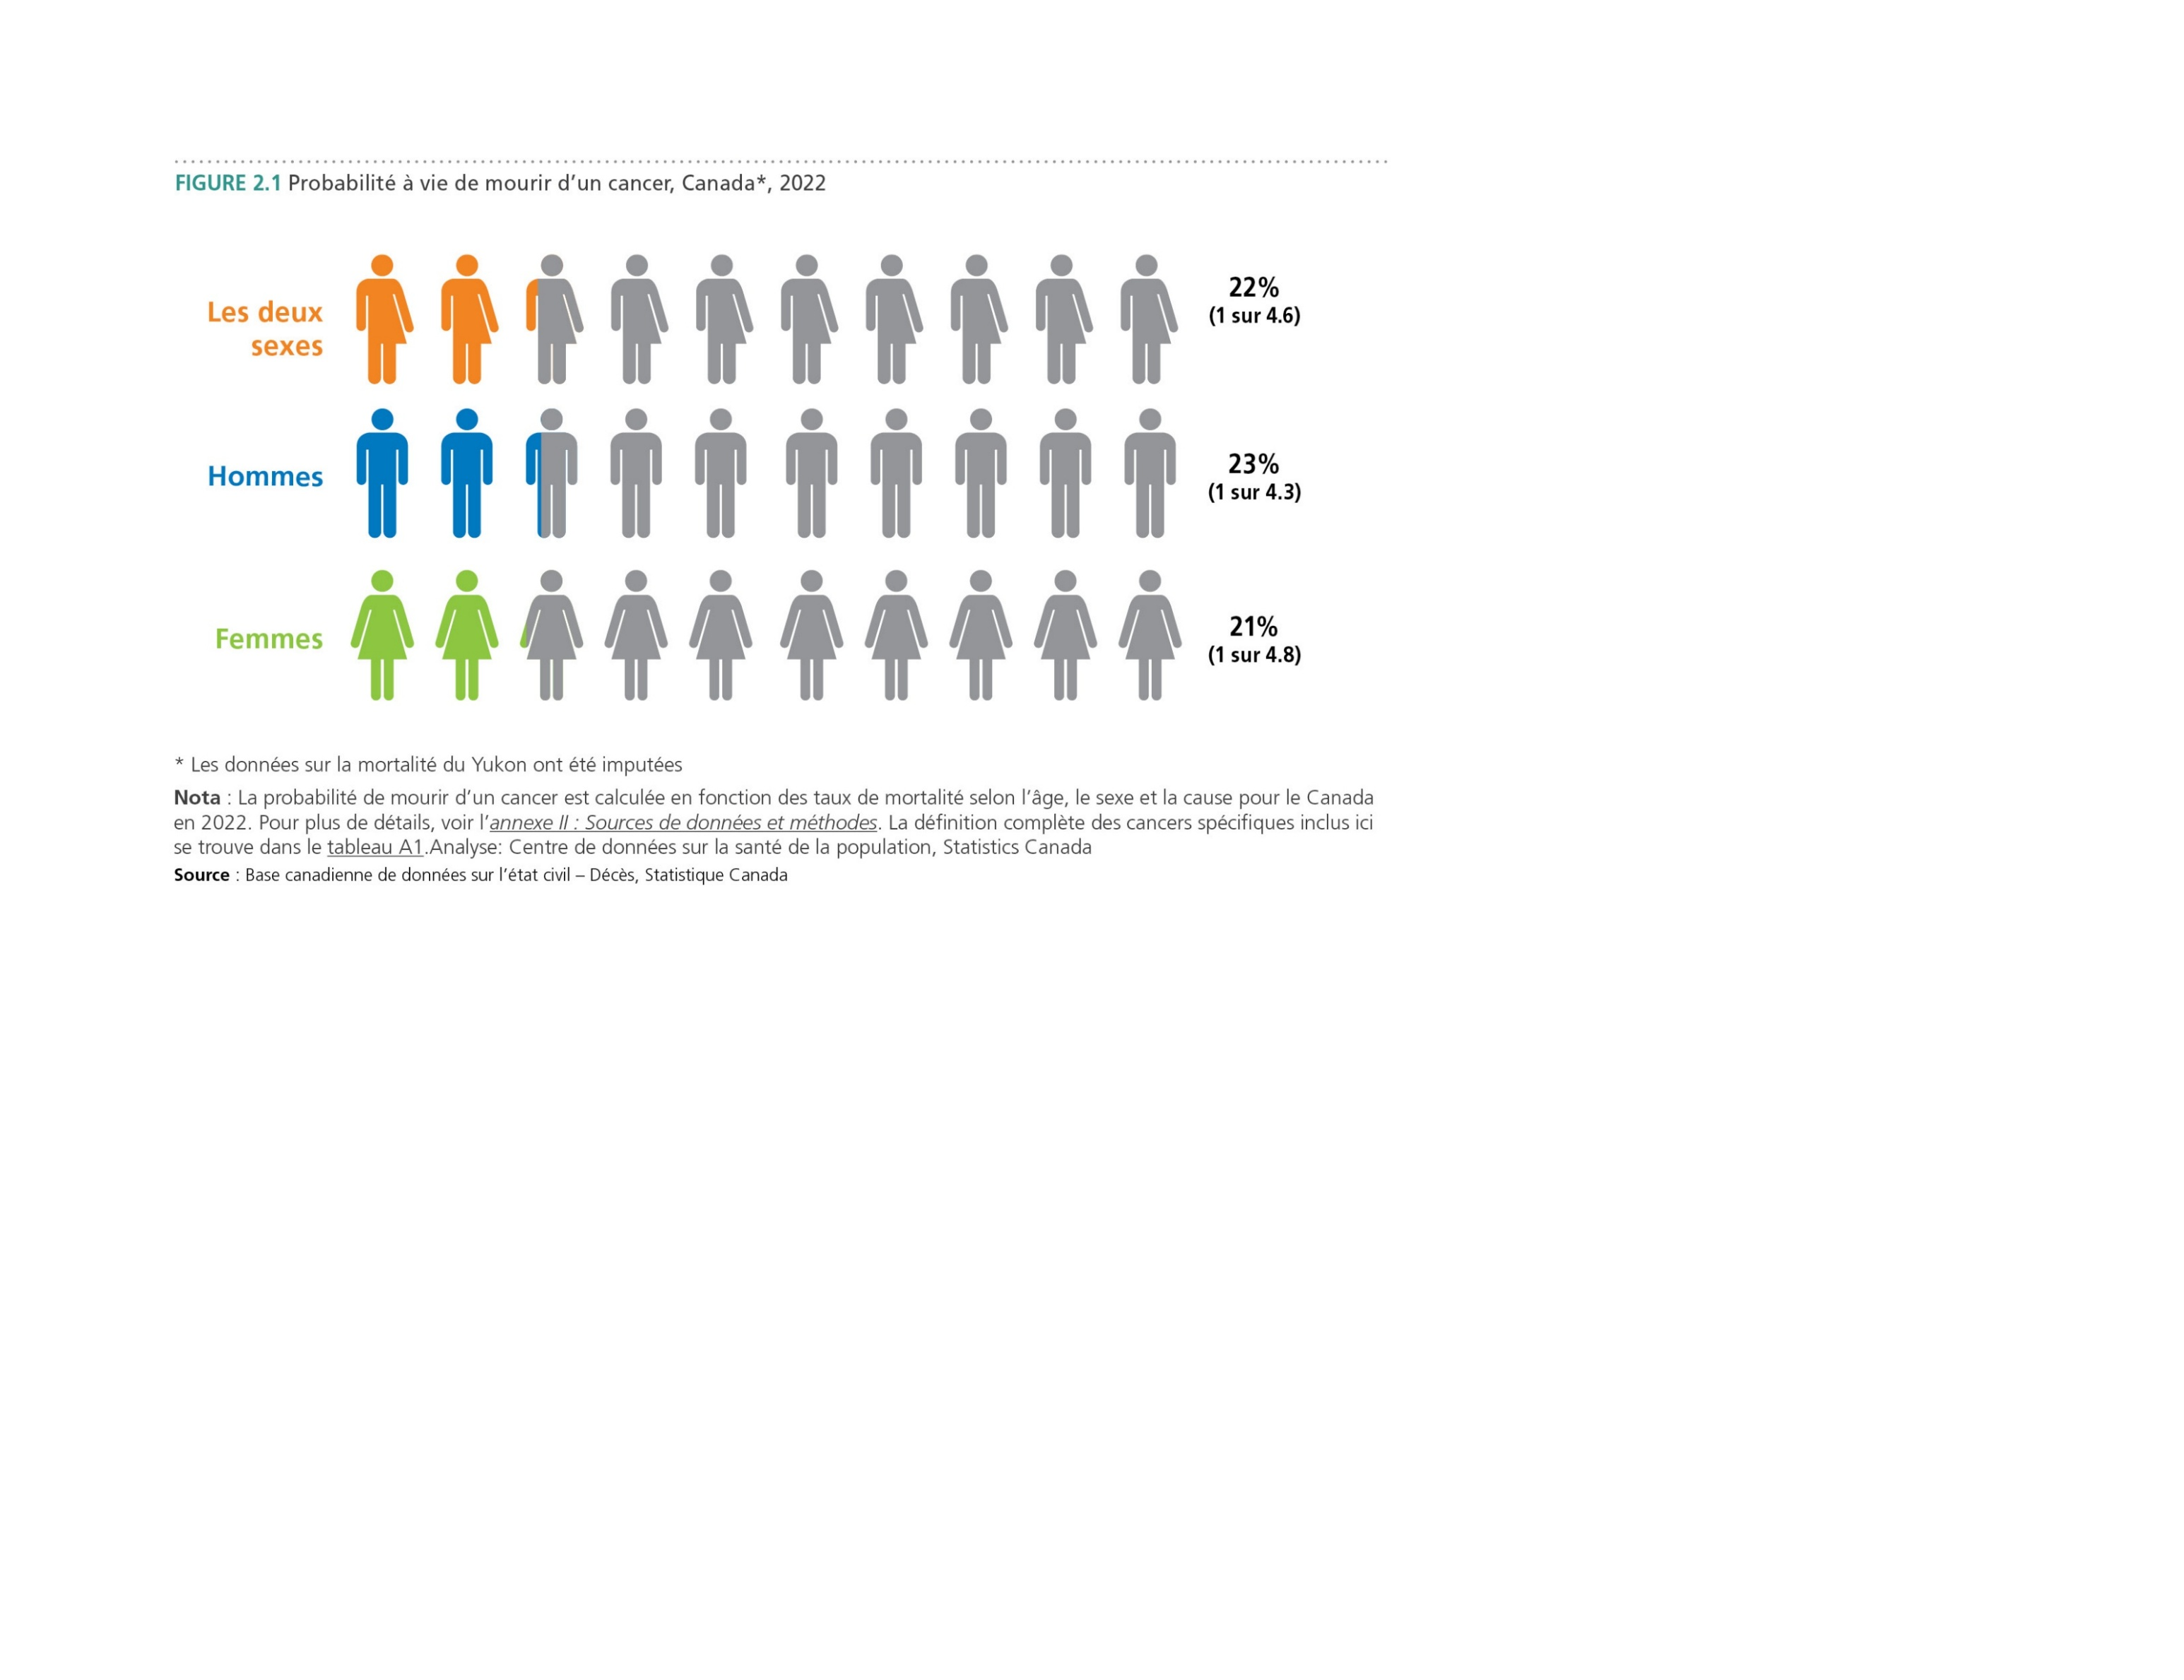 FIGURE 2.1 Probabilité à vie de mourir d’un cancer, Canada*, 2022
Les deux
sexes
22%
(1 sur 4.6)
Hommes
23%
(1 sur 4.3)
Femmes
21%
(1 sur 4.8)
* Les données sur la mortalité du Yukon ont été imputées
Nota : La probabilité de mourir d’un cancer est calculée en fonction des taux de mortalité selon l’âge, le sexe et la cause pour le Canada
en 2022. Pour plus de détails, voir l’annexe II : Sources de données et méthodes. La définition complète des cancers spécifiques inclus ici
se trouve dans le tableau A1.Analyse: Centre de données sur la santé de la population, Statistics Canada
Source : Base canadienne de données sur l’état civil – Décès, Statistique Canada